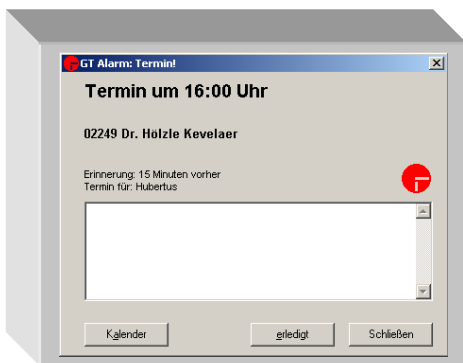 GT Alarm: Termin!
Termin um 16:00 Uhr
02249 Dr. Hölzle Kevelaer
Erinnerung: 15 Minuten vorher
Termin für: Hubertus
Kalender
erledigt
Schließen